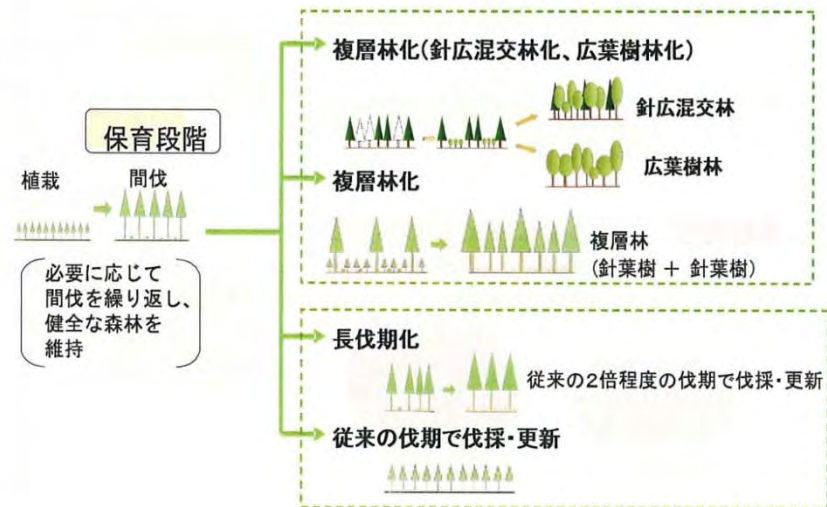 保育段階
植栽
間伐
必要に応じて
間伐を繰り返し、
健全な森林を
維持
複層林化(針広混交林化、広葉樹林化)
針広混交林
広葉樹林
複層林化
複層林
(針葉樹 + 針葉樹)
長伐期化
従来の2倍程度の伐期で伐採・更新
従来の伐期で伐採・更新